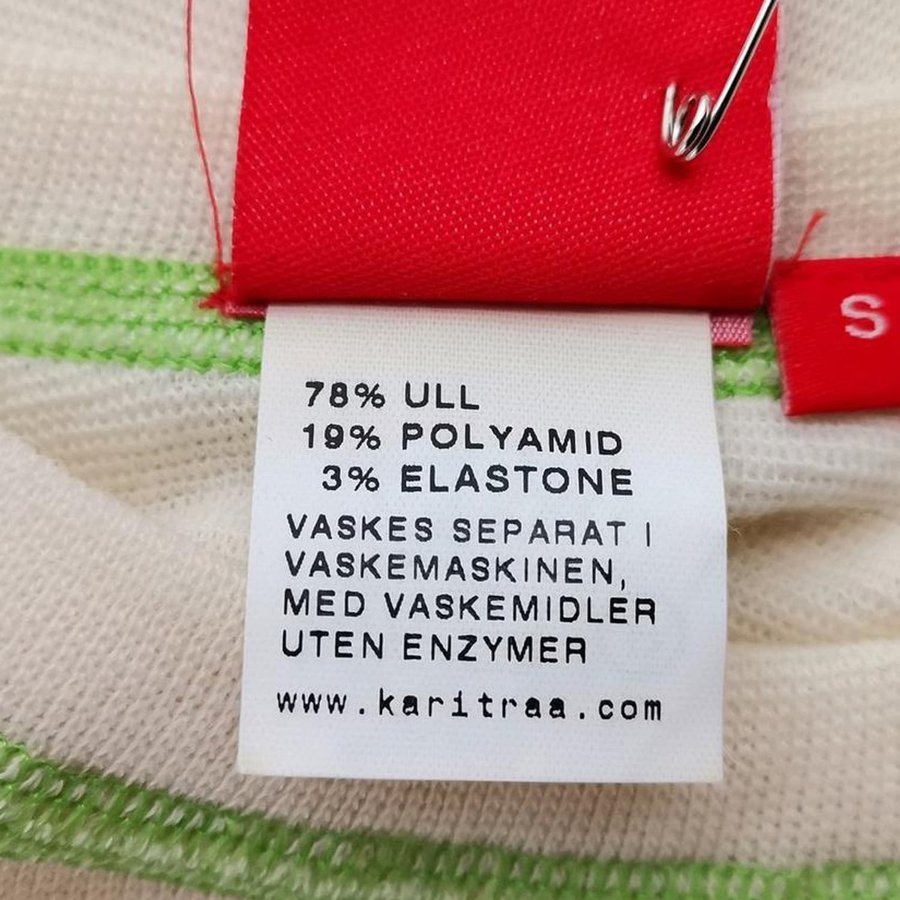 78% ULL
19% POLYAMID
3% ELASTONE
VASKES SEPARAT I
VASKEMASKINEN,
MED VASKEMIDLER
UTEN ENZYMER
www.karitraa.com
S